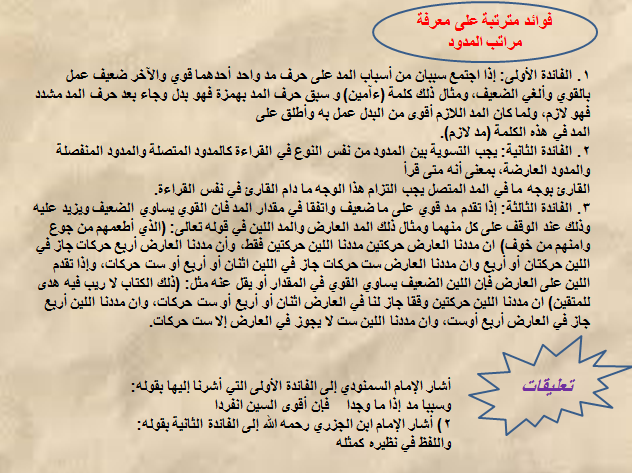 فوائد مترتبة على معرفة
مراتب المدود
١. الفائدة الأولى: إذا اجتمع سببان من أسباب المد على حرف مد واحد أحدهما قوي والآخر ضعيف عمل
بالقوي وألغي الضعيف، ومثال ذلك كلمة (ءآمين) و سبق حرف المد بهمزة فهو بدل وجاء بعد حرف المد مشدد
فهو لازم، ولما كان المد اللازم أقوى من البدل عمل به وأطلق على
المد في هذه الكلمة (مد لازم).
٢. الفائدة الثانية: يجب التسوية بين المدود من نفس النوع في القراءة كالمدود المتصلة والمدود المنفصلة
والمدود العارضة، بمعنى أنه متى قرأ
القارئ بوجه ما في المد المتصل يجب التزام هذا الوجه ما دام القارئ في نفس القراءة.
٣. الفائدة الثالثة: إذا تقدم مد قوي على ما ضعيف واتفقا في مقدار المد فإن القوي يساوي الضعيف ويزيد عليه
وذلك عند الوقف على كل منهما ومثال ذلك المد العارض والمد اللين في قوله تعالى: (الذي أطعمهم من جوع
وامنهم من خوف) ان مددنا العارض حركتين مددنا اللين حركتين فقط، وأن مددنا العارض أربع حركات جاز في
اللين حركتان أو أربع وان مددنا العارض ست حركات جاز في اللين اثنان أو أربع أو ست حركات، وإذا تقدم
اللين على العارض فإن اللين الضعيف يساوي القوي في المقدار أو يقل عنه مثل: (ذلك الكتاب لا ريب فيه هدى
للمتقين) ان مددنا اللين حركتين وفقا جاز لنا في العارض اثنان أو أربع أو ست حركات، وان مددنا اللين أربع
جاز في العارض أربع أوست، وان مددنا اللين ست لا يجوز في العارض إلا ست حركات.
تعليقات
أشار الإمام السمنودي إلى الفائدة الأولى التي أشرنا إليها بقوله:
وسببا مد إذا ما وجدا فإن أقوى السين انفردا
٢) أشار الإمام ابن الجزري رحمه الله إلى الفائدة الثانية بقوله:
واللفظ في نظيره كمثله